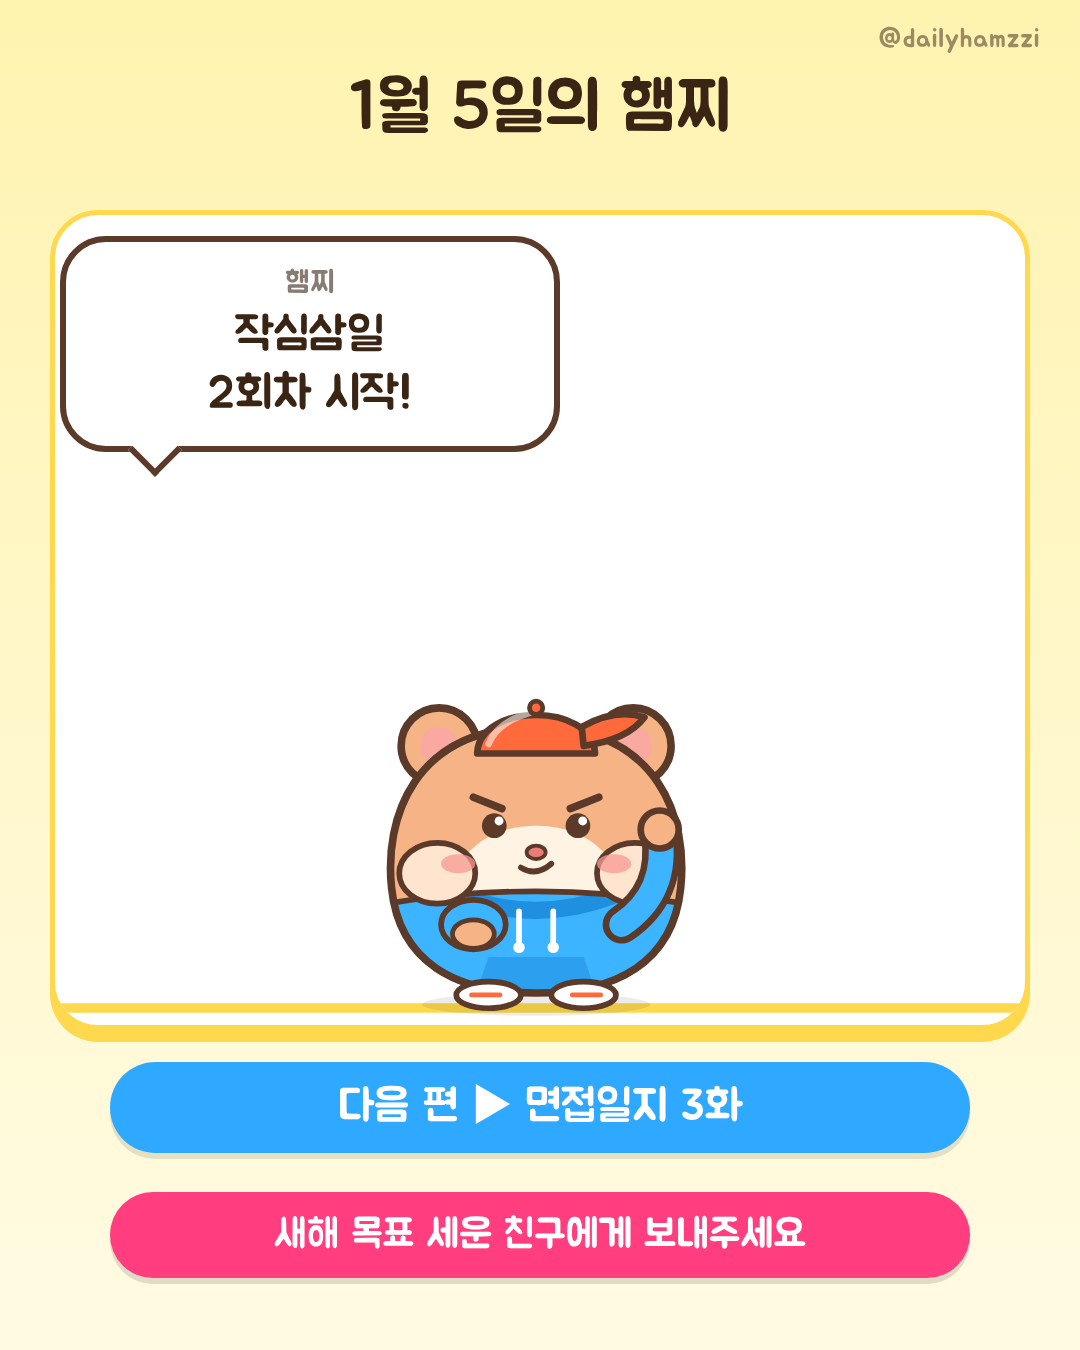 @dailyhamzzi
1월 5일의 햄찌
햄찌
작심삼일
2회차 시작!
다음 편 ▶ 면접일지 3화
새해 목표 세운 친구에게 보내주세요